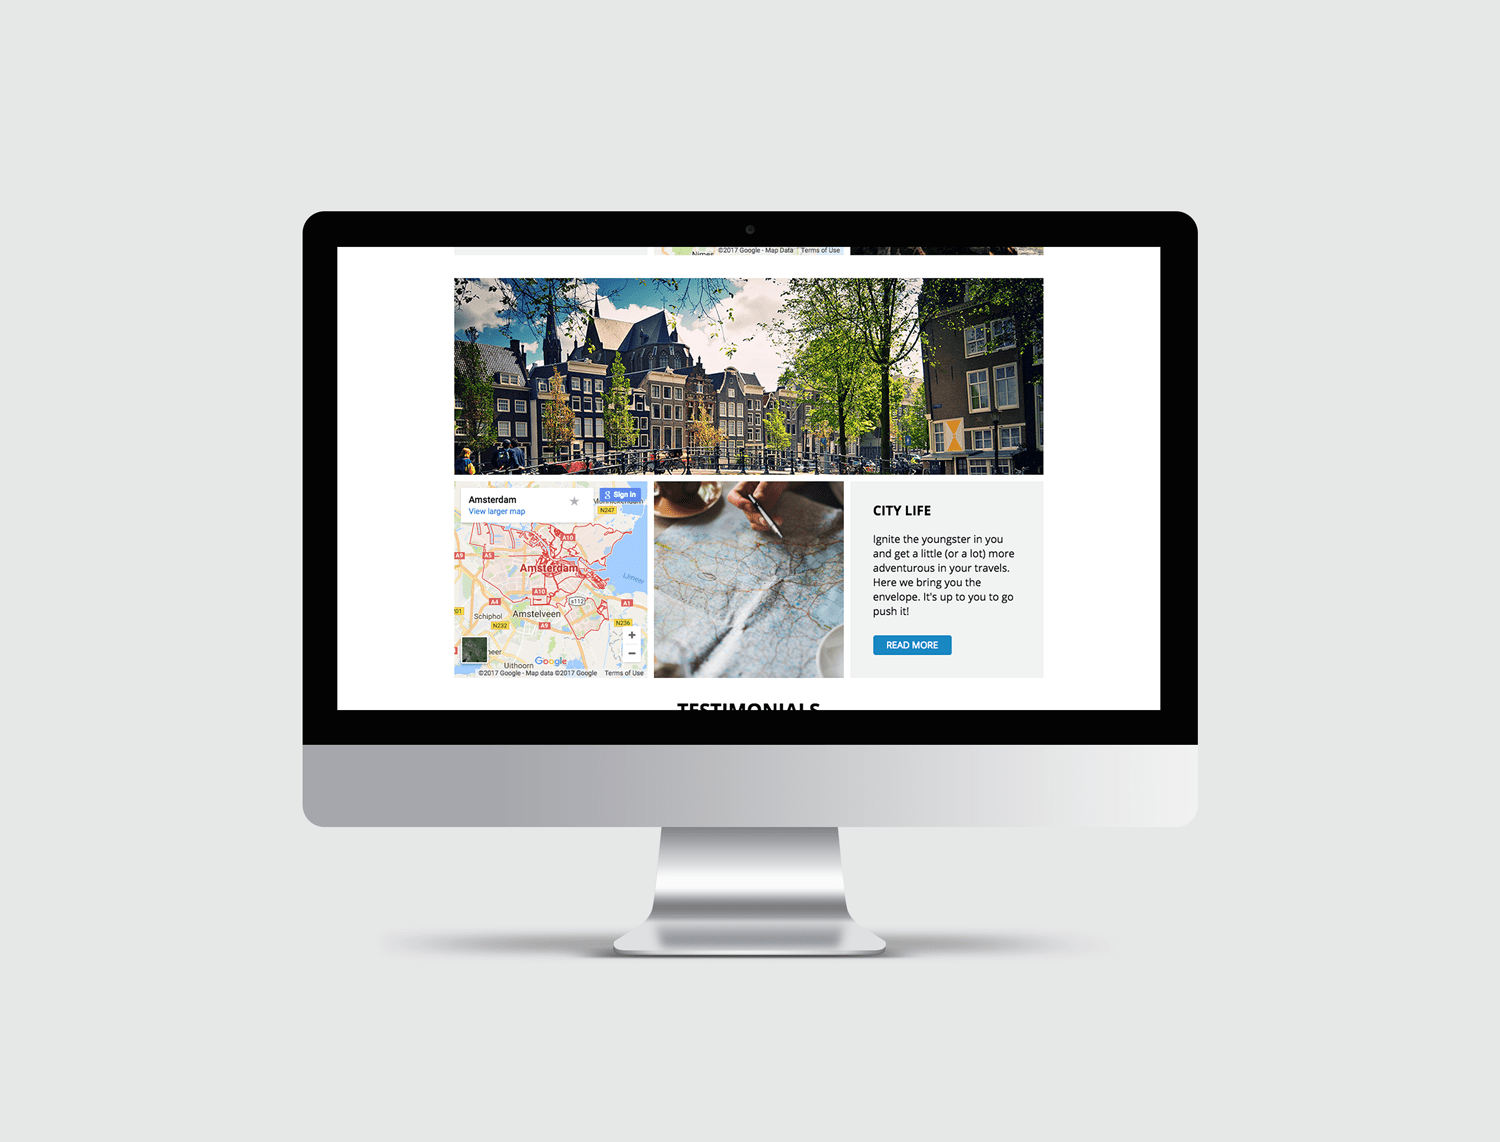 ©2017 Google - Map Data Terms of Use
Amsterdam
View larger map
Sign in
N247
A10
A9
A5
Amsterdam
IJmeer
A10
s112
A4
A1
Schiphol
Amstelveen
N232
A9
N236
Uithoorn
Google
©2017 Google - Map data ©2017 Google Terms of Use
CITY LIFE
Ignite the youngster in you
and get a little (or a lot) more
adventurous in your travels.
Here we bring you the
envelope. It's up to you to go
push it!
READ MORE
TESTIMONIALS